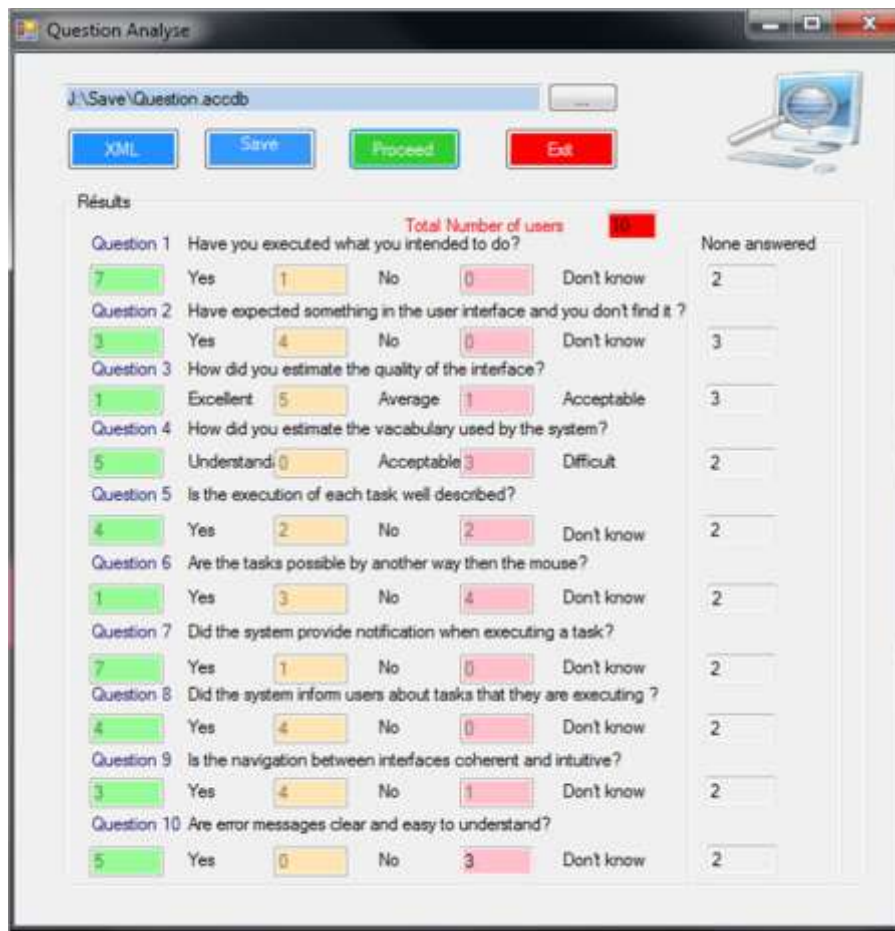 Question Analyse
J:\Save\Question.accdb ...
XML Save Proceed Exit
Résults
Total Number of users 10
Question 1 Have you executed what you intended to do? None answered
7 Yes 1 No 0 Don't know 2
Question 2 Have expected something in the user interface and you don't find it ?
3 Yes 4 No 0 Don't know 3
Question 3 How did you estimate the quality of the interface?
1 Excellent 5 Average 1 Acceptable 3
Question 4 How did you estimate the vacabulary used by the system?
5 Understand 0 Acceptable 3 Difficult 2
Question 5 Is the execution of each task well described?
4 Yes 2 No 2 Don't know 2
Question 6 Are the tasks possible by another way then the mouse?
1 Yes 3 No 4 Don't know 2
Question 7 Did the system provide notification when executing a task?
7 Yes 1 No 0 Don't know 2
Question 8 Did the system inform users about tasks that they are executing ?
4 Yes 4 No 0 Don't know 2
Question 9 Is the navigation between interfaces coherent and intuitive?
3 Yes 4 No 1 Don't know 2
Question 10 Are error messages clear and easy to understand?
5 Yes 0 No 3 Don't know 2